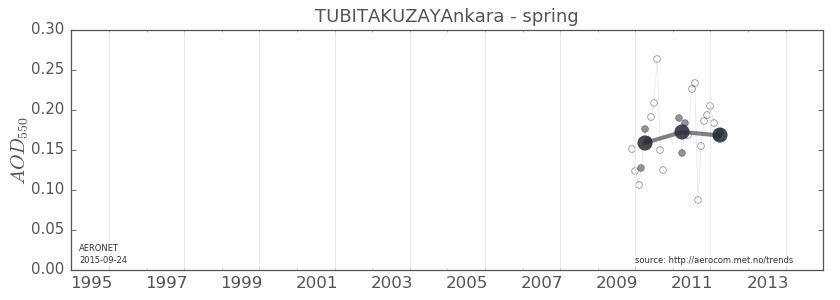 TUBITAKUZAYAnkara - spring
0.30
0.25
0.20
0.15
0.10
0.05
0.00
AOD550
AERONET
2015-09-24
source: http://aerocom.met.no/trends
1995 1997 1999 2001 2003 2005 2007 2009 2011 2013